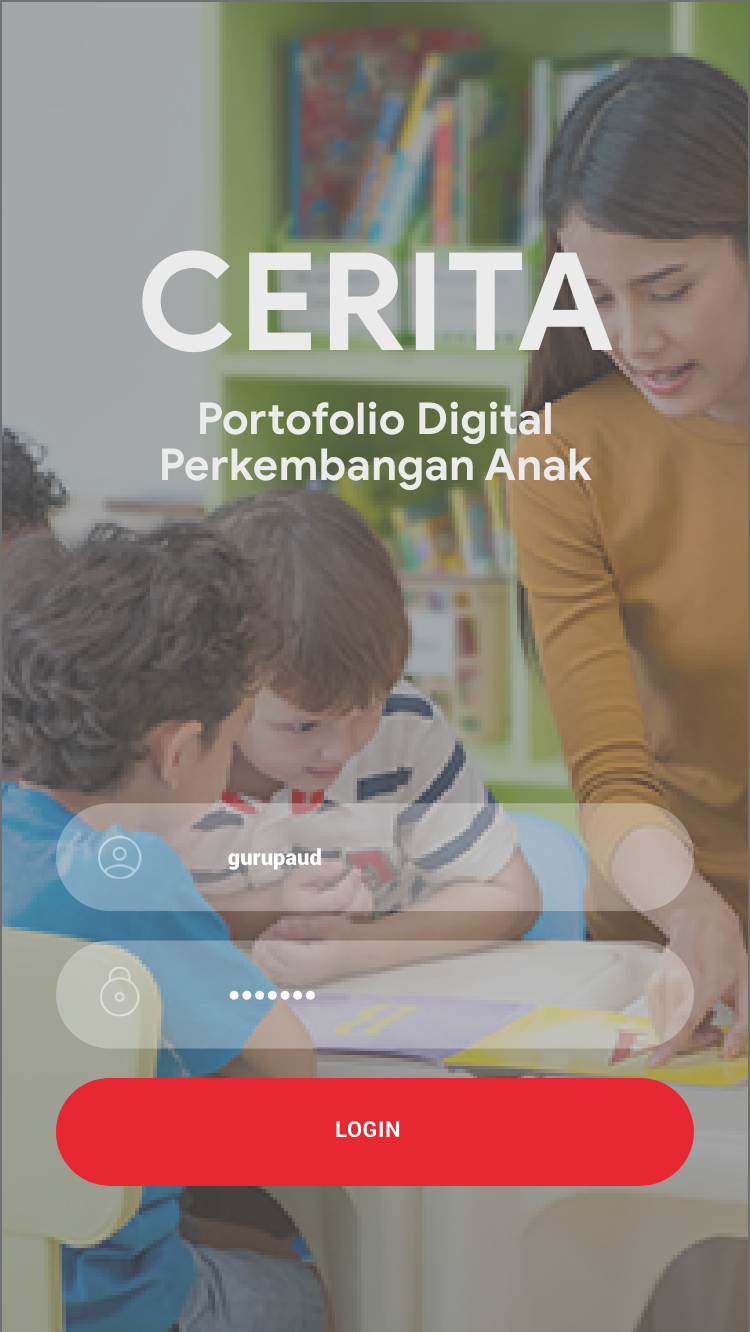 CERITA
Portofolio Digital
Perkembangan Anak
gurupaud
•••••••
LOGIN